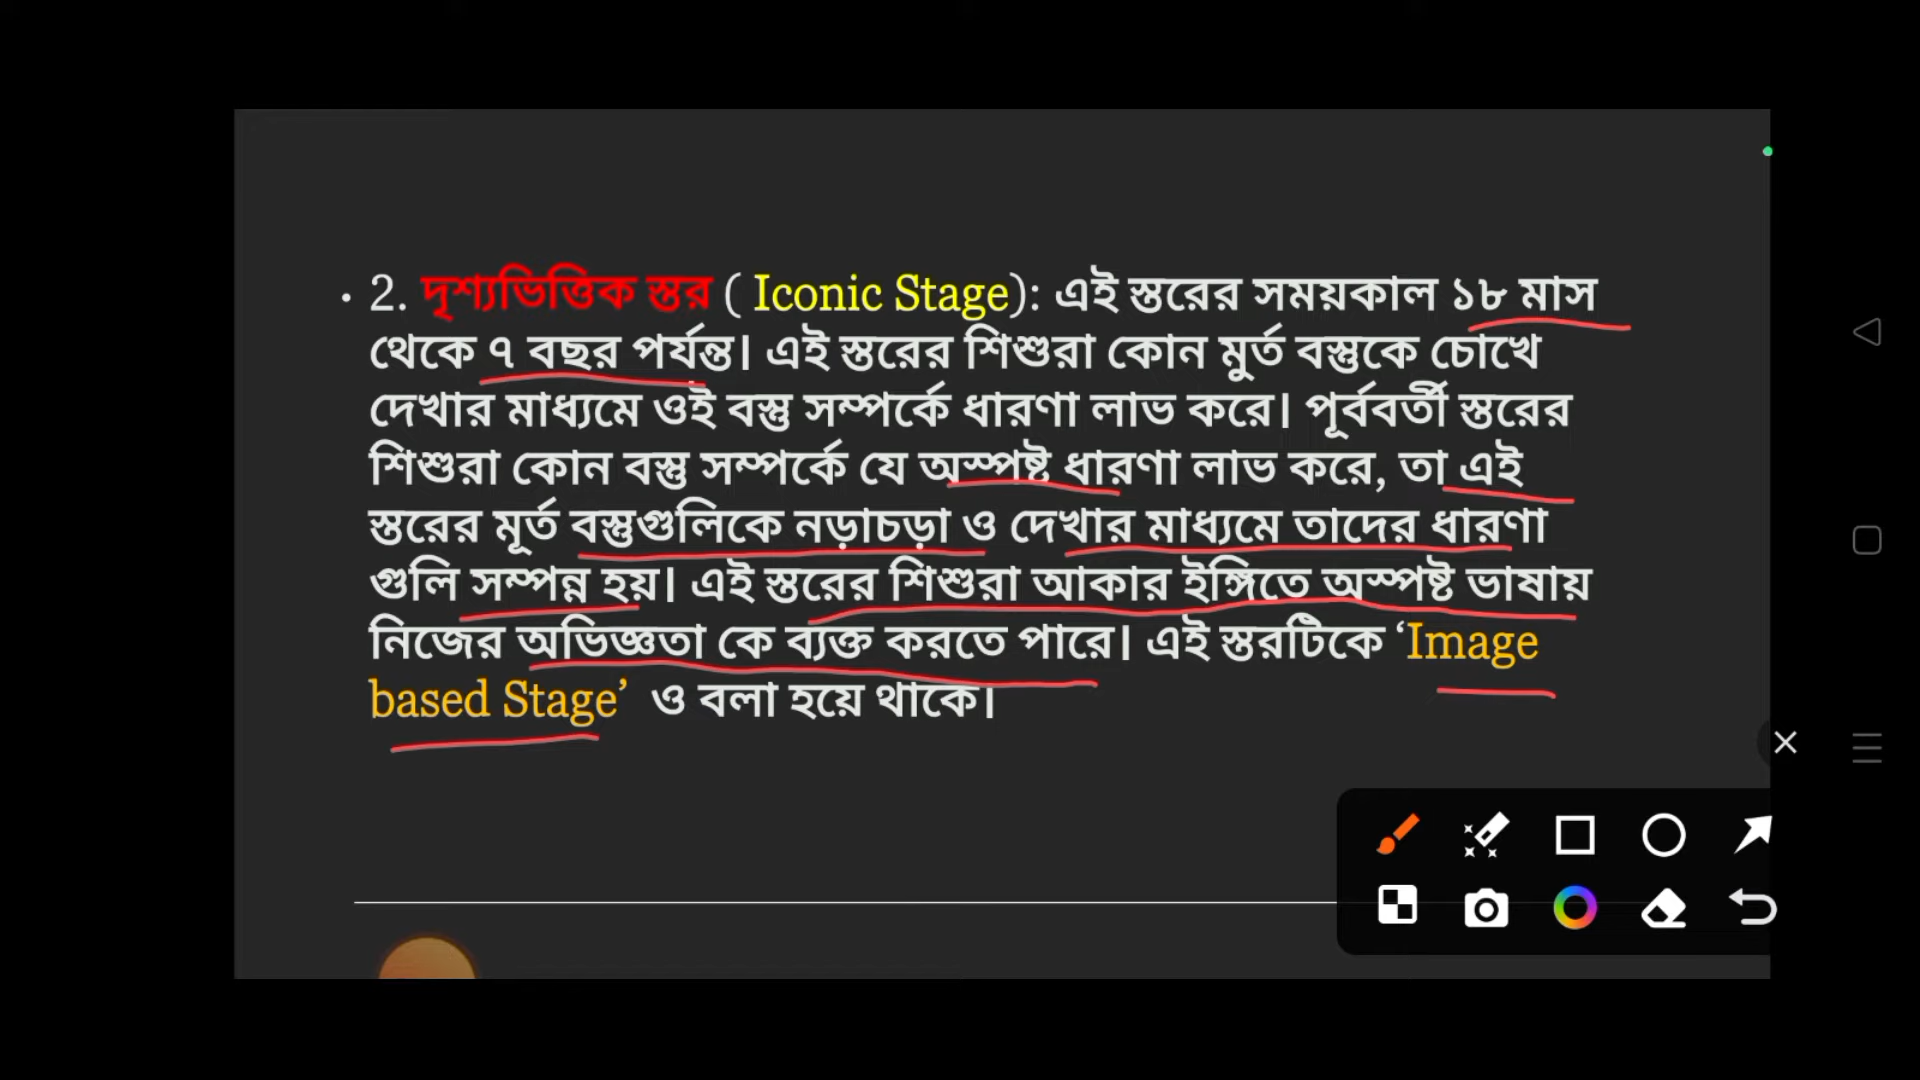 • 2. দৃশ্যভিত্তিক স্তর ( Iconic Stage): এই স্তরের সময়কাল ১৮ মাস
থেকে ৭ বছর পর্যন্ত। এই স্তরের শিশুরা কোন মুর্ত বস্তুকে চোখে
দেখার মাধ্যমে ওই বস্তু সম্পর্কে ধারণা লাভ করে। পূর্ববর্তী স্তরের
শিশুরা কোন বস্তু সম্পর্কে যে অস্পষ্ট ধারণা লাভ করে, তা এই
স্তরের মূর্ত বস্তুগুলিকে নড়াচড়া ও দেখার মাধ্যমে তাদের ধারণা
গুলি সম্পন্ন হয়। এই স্তরের শিশুরা আকার ইঙ্গিতে অস্পষ্ট ভাষায়
নিজের অভিজ্ঞতা কে ব্যক্ত করতে পারে। এই স্তরটিকে ‘Image
based Stage’ ও বলা হয়ে থাকে।